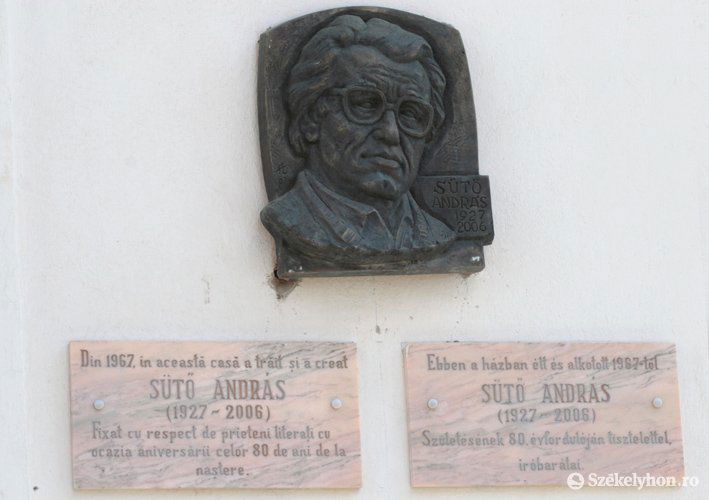 SÜTŐ
ANDRÁS
1927
2006
Din 1967, in această casă a trăit și a creat
SÜTŐ ANDRÁS
(1927 ~ 2006)
Fixat cu respect de prieteni literați cu
ocazia aniversării celor 80 de ani de la
naștere.
Ebben a házban élt és alkotott 1967-től
SÜTŐ ANDRÁS
(1927 ~ 2006)
Születésének 80. évfordulóján tisztelettel,
íróbarátai.
Székelyhon.ro